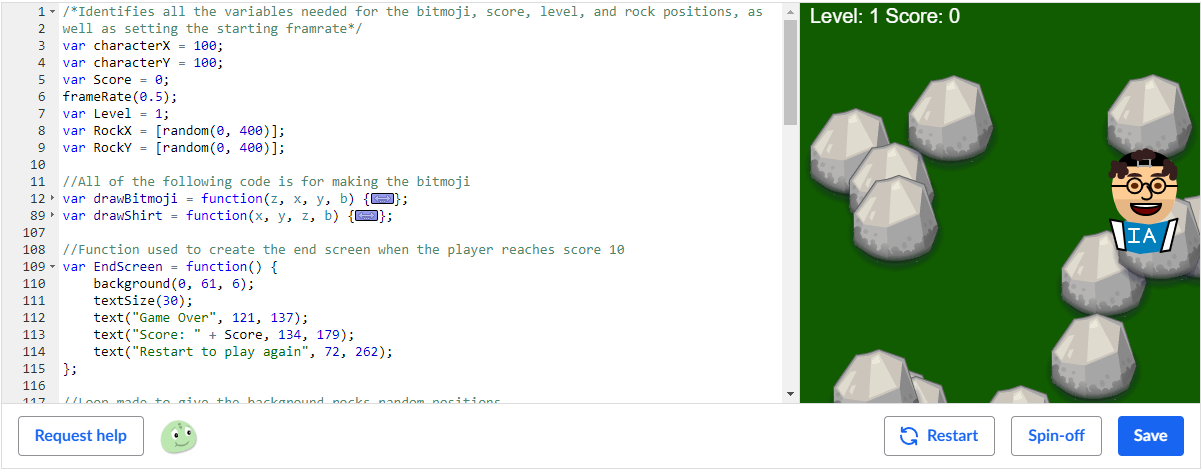 1 /*Identifies all the variables needed for the bitmoji, score, level, and rock positions, as
2 well as setting the starting framrate*/
3 var characterX = 100;
4 var characterY = 100;
5 var Score = 0;
6 frameRate(0.5);
7 var Level = 1;
8 var RockX = [random(0, 400)];
9 var RockY = [random(0, 400)];
10
11 //All of the following code is for making the bitmoji
12 var drawBitmoji = function(z, x, y, b) {};
89 var drawShirt = function(x, y, z, b) {};
107
108 //Function used to create the end screen when the player reaches score 10
109 var EndScreen = function() {
110 background(0, 61, 6);
111 textSize(30);
112 text("Game Over", 121, 137);
113 text("Score: " + Score, 134, 179);
114 text("Restart to play again", 72, 262);
115 };
116
117 //Loop made to give the background rocks random positions
Level: 1 Score: 0
IA
Request help
Restart
Spin-off
Save